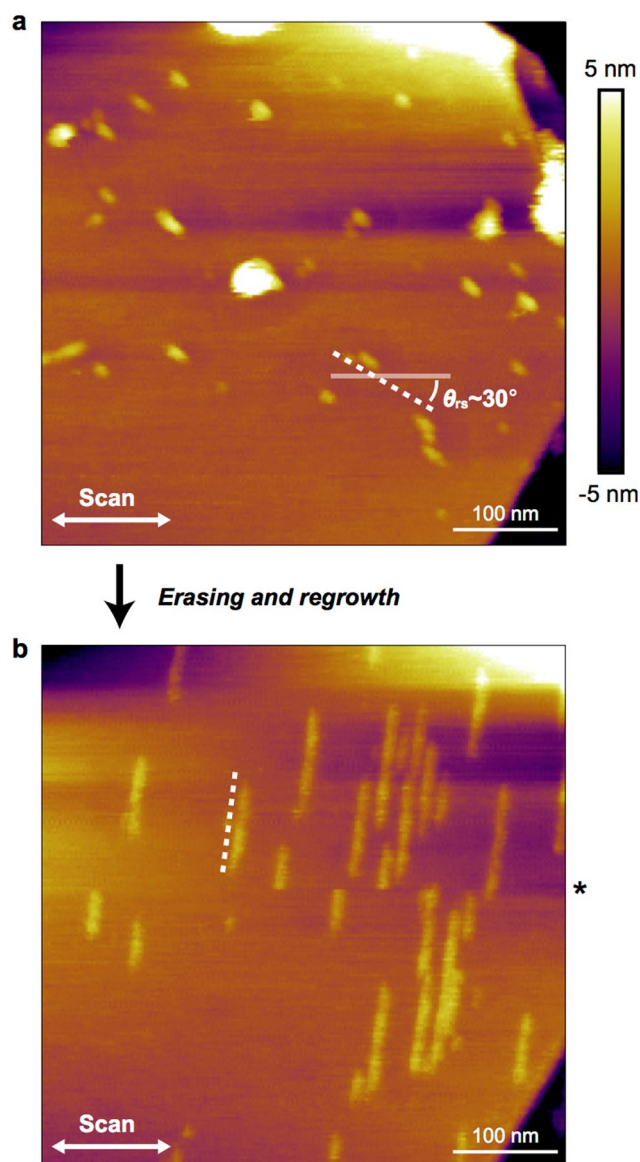 a
5 nm
θrs~30°
Scan
100 nm
-5 nm
Erasing and regrowth
b
*
Scan
100 nm